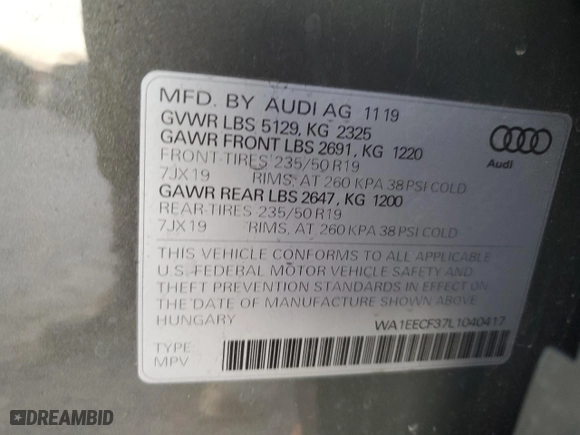 MFD. BY AUDI AG 1119
GVWR LBS 5129, KG 2325
GAWR FRONT LBS 2691, KG 1220
FRONT-TIRES 235/50 R19
7JX19 RIMS, AT 260 KPA 38 PSI COLD
GAWR REAR LBS 2647, KG 1200
REAR-TIRES 235/50 R19
7JX19 RIMS, AT 260 KPA 38 PSI COLD
Audi
THIS VEHICLE CONFORMS TO ALL APPLICABLE
U.S. FEDERAL MOTOR VEHICLE SAFETY AND
THEFT PREVENTION STANDARDS IN EFFECT ON
THE DATE OF MANUFACTURE SHOWN ABOVE
HUNGARY
WA1EECF37L1040417
TYPE:
MPV
DREAMBID